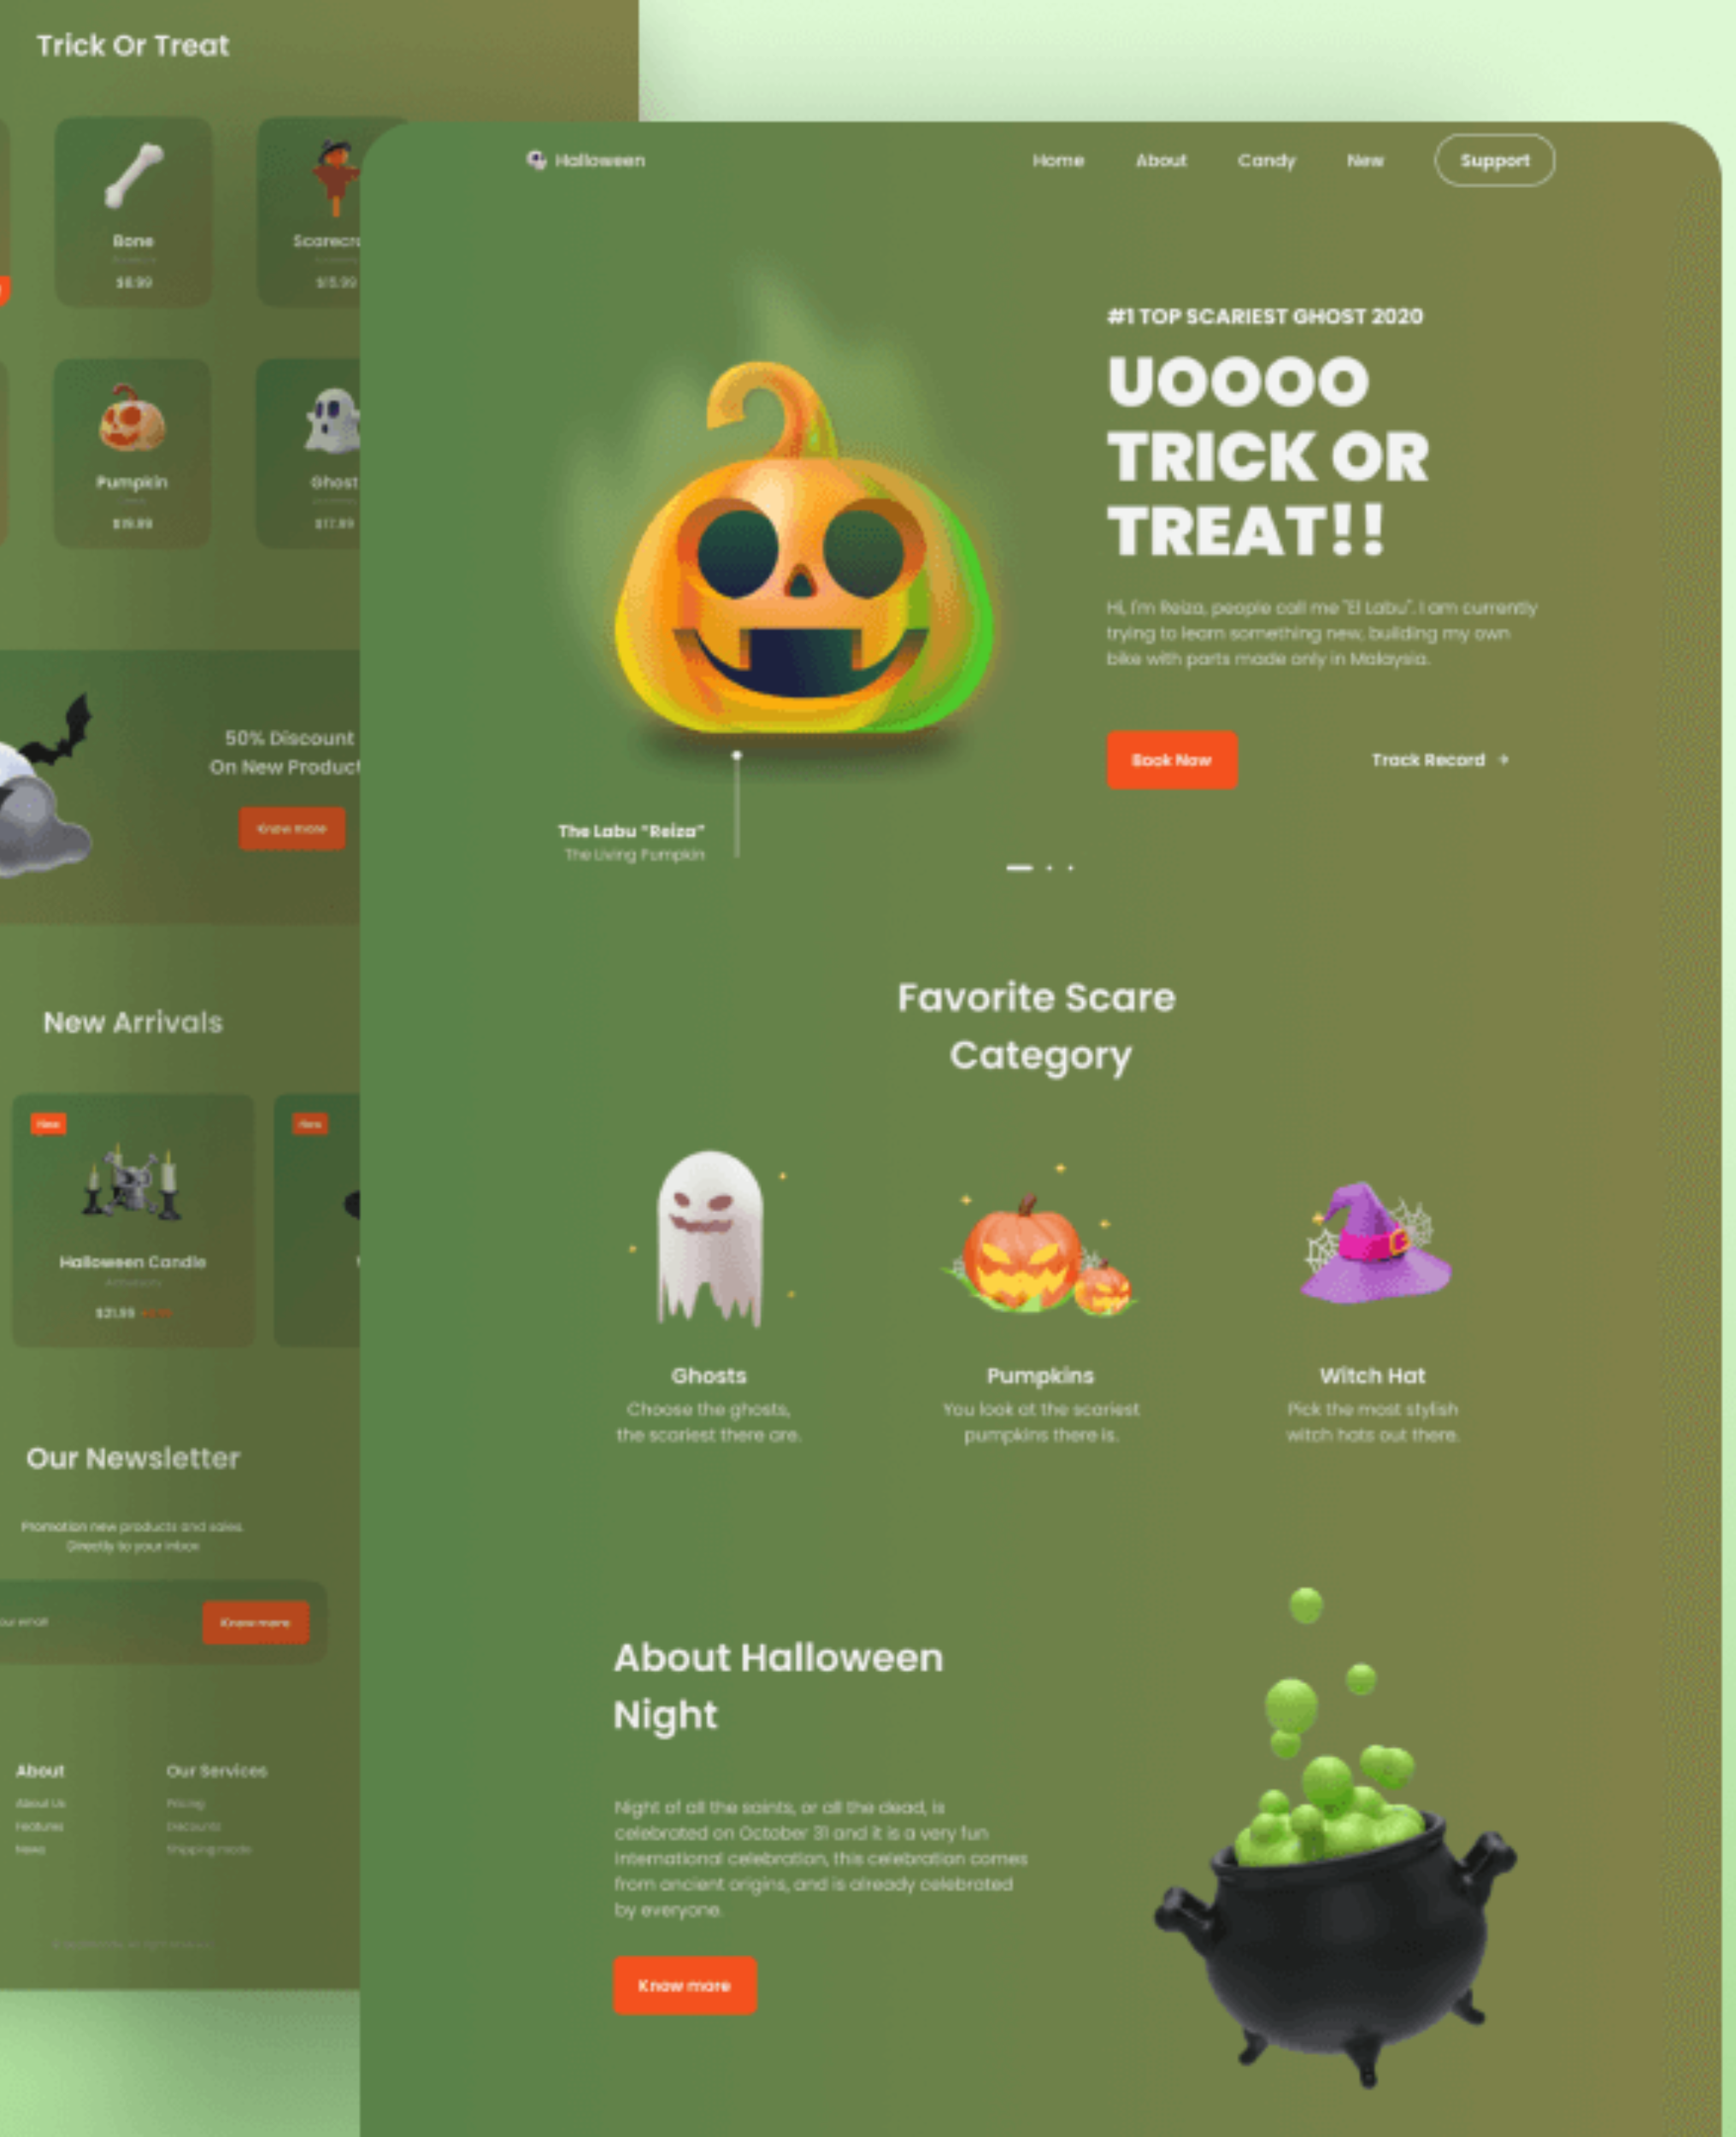 Trick Or Treat
Bone
$8.99
Scarecr
$15.99
Pumpkin
$19.99
Ghost
$17.99
50% Discount
On New Product
Know more
New Arrivals
New
Halloween Candle
$21.99
New
Our Newsletter
Promotion new products and sales.
Directly to your inbox
our email
Know more
About
About Us
Features
News
Our Services
Pricing
Discounts
Shipping mode
Halloween
Home
About
Candy
New
Support
#1 TOP SCARIEST GHOST 2020
UOOOO
TRICK OR
TREAT!!
Hi, I'm Reiza, people call me "El Labu". I am currently
trying to learn something new, building my own
bike with parts made only in Malaysia.
Book Now
Track Record
The Labu "Reiza"
The Living Pumpkin
Favorite Scare
Category
Ghosts
Choose the ghosts,
the scariest there are.
Pumpkins
You look at the scariest
pumpkins there is.
Witch Hat
Pick the most stylish
witch hats out there.
About Halloween
Night
Night of all the saints, or all the dead, is
celebrated on October 31 and it is a very fun
international celebration, this celebration comes
from ancient origins, and is already celebrated
by everyone.
Know more